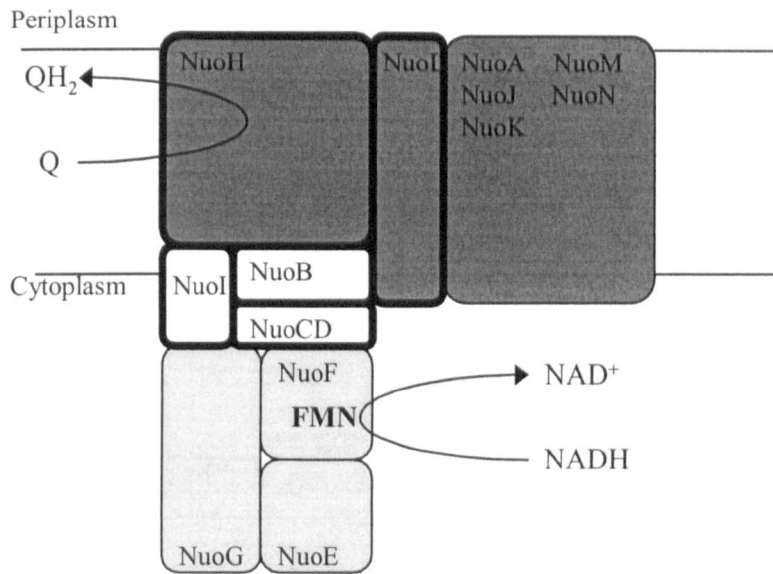 Periplasm
NuoH
NuoL
NuoA NuoM
NuoJ NuoN
NuoK
QH₂
Q
Cytoplasm
NuoI
NuoB
NuoCD
NuoF
FMN
NAD⁺
NADH
NuoG
NuoE